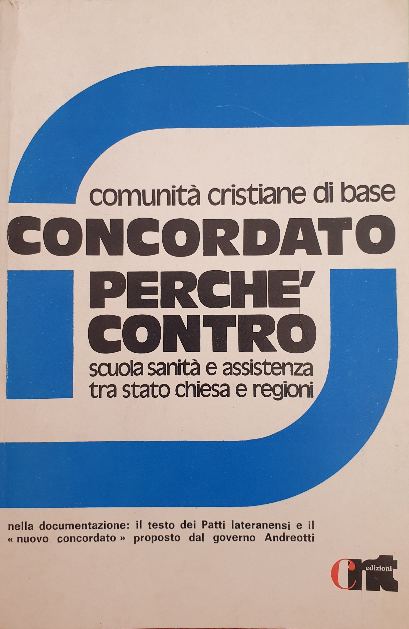 comunità cristiane di base
CONCORDATO
PERCHE'
CONTRO
scuola sanità e assistenza
tra stato chiesa e regioni
nella documentazione: il testo dei Patti lateranensi e il
« nuovo concordato » proposto dal governo Andreotti
cnt edizioni